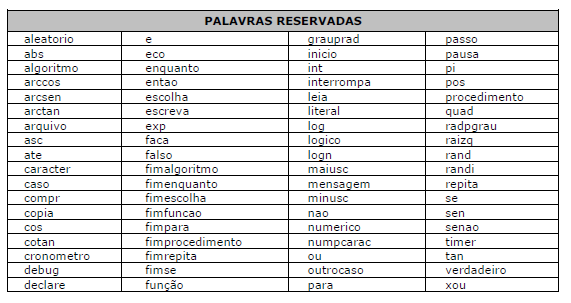 PALAVRAS RESERVADAS
aleatorio e grauprad passo
abs eco inicio pausa
algoritmo enquanto int pi
arccos entao interrompa pos
arcsen escolha leia procedimento
arctan escreva literal quad
arquivo exp log radpgrau
asc faca logico raizq
ate falso logn rand
caracter fimalgoritmo maiusc randi
caso fimenquanto mensagem repita
compr fimescolha minusc se
copia fimfuncao nao sen
cos fimpara numerico senao
cotan fimprocedimento numpcarac timer
cronometro fimrepita ou tan
debug fimse outrocaso verdadeiro
declare função para xou